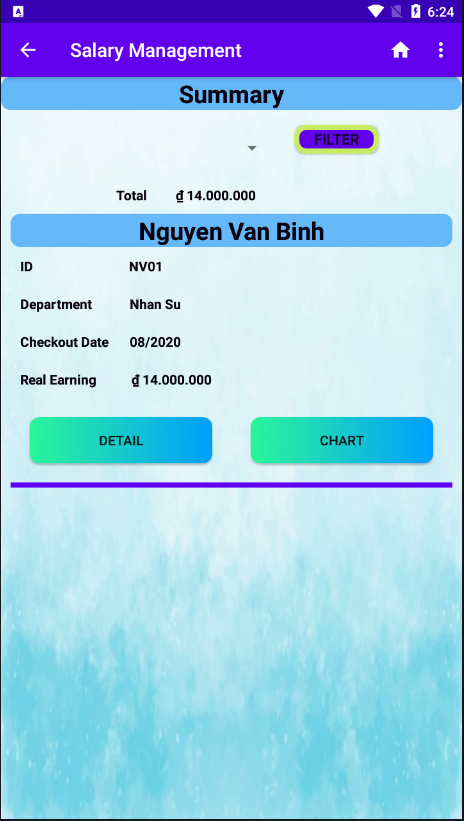 6:24
Salary Management
Summary
FILTER
Total ₫ 14.000.000
Nguyen Van Binh
ID NV01
Department Nhan Su
Checkout Date 08/2020
Real Earning ₫ 14.000.000
DETAIL CHART